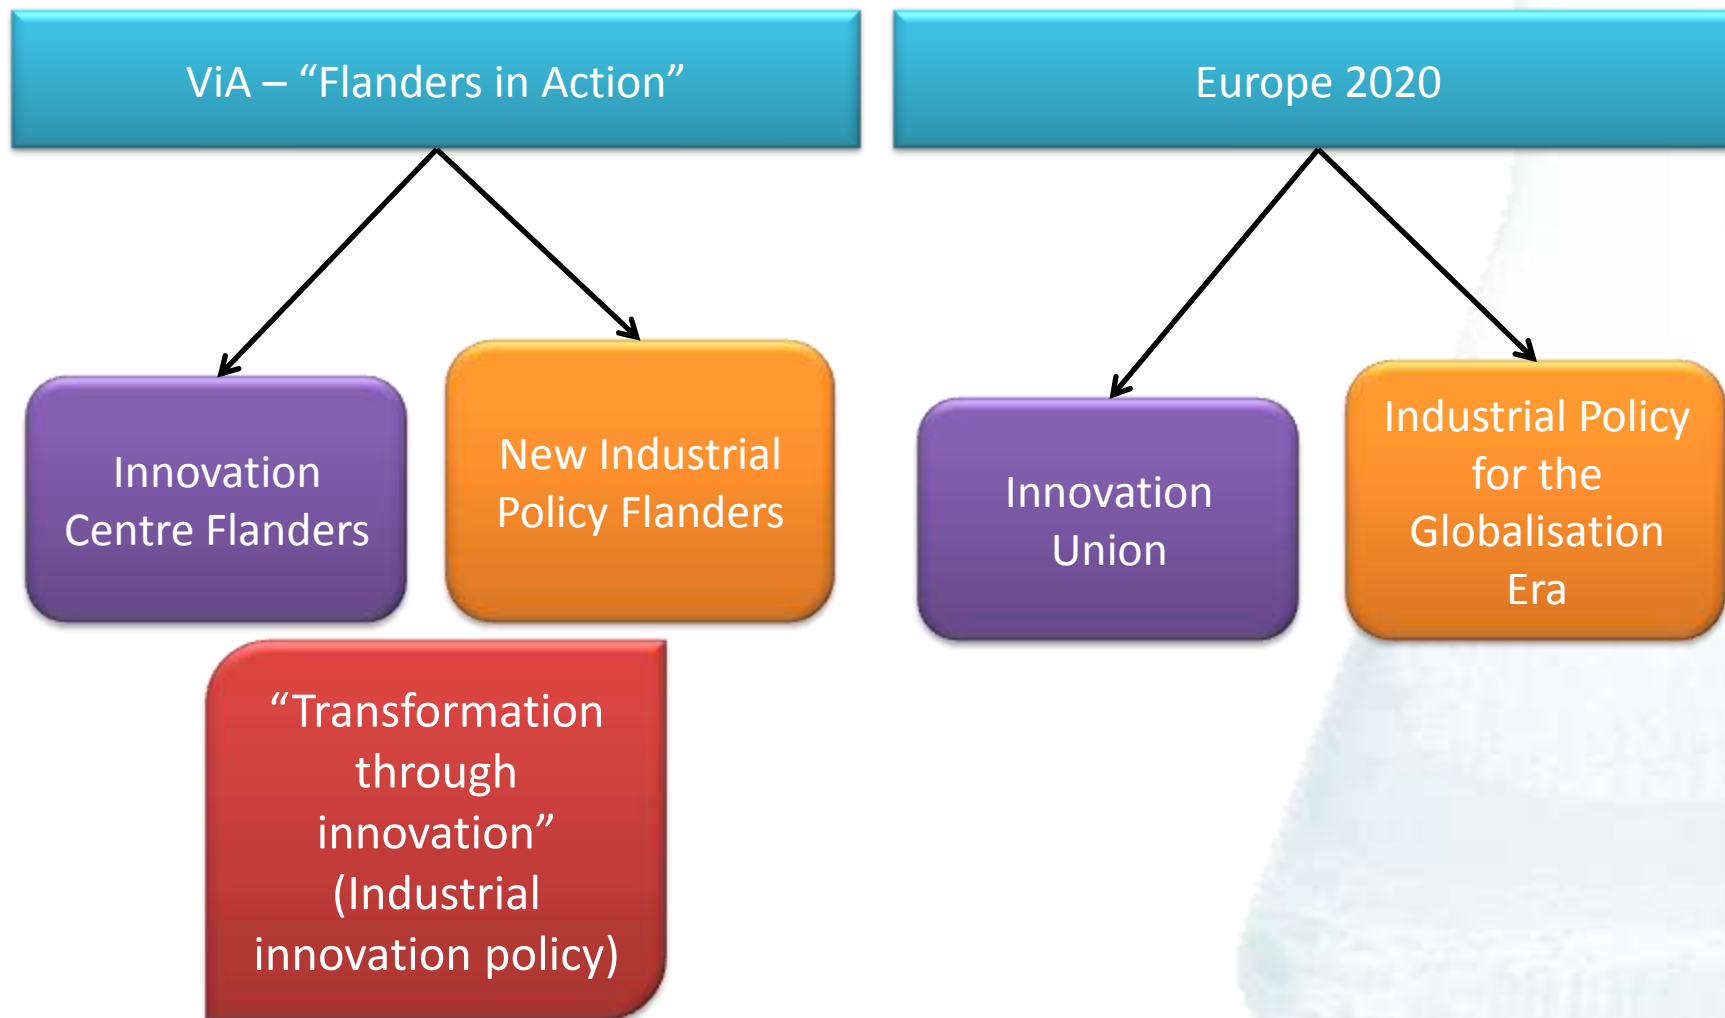 ViA – “Flanders in Action”
Europe 2020
Innovation
Centre Flanders
New Industrial
Policy Flanders
Innovation
Union
Industrial Policy
for the
Globalisation
Era
“Transformation
through
innovation”
(Industrial
innovation policy)